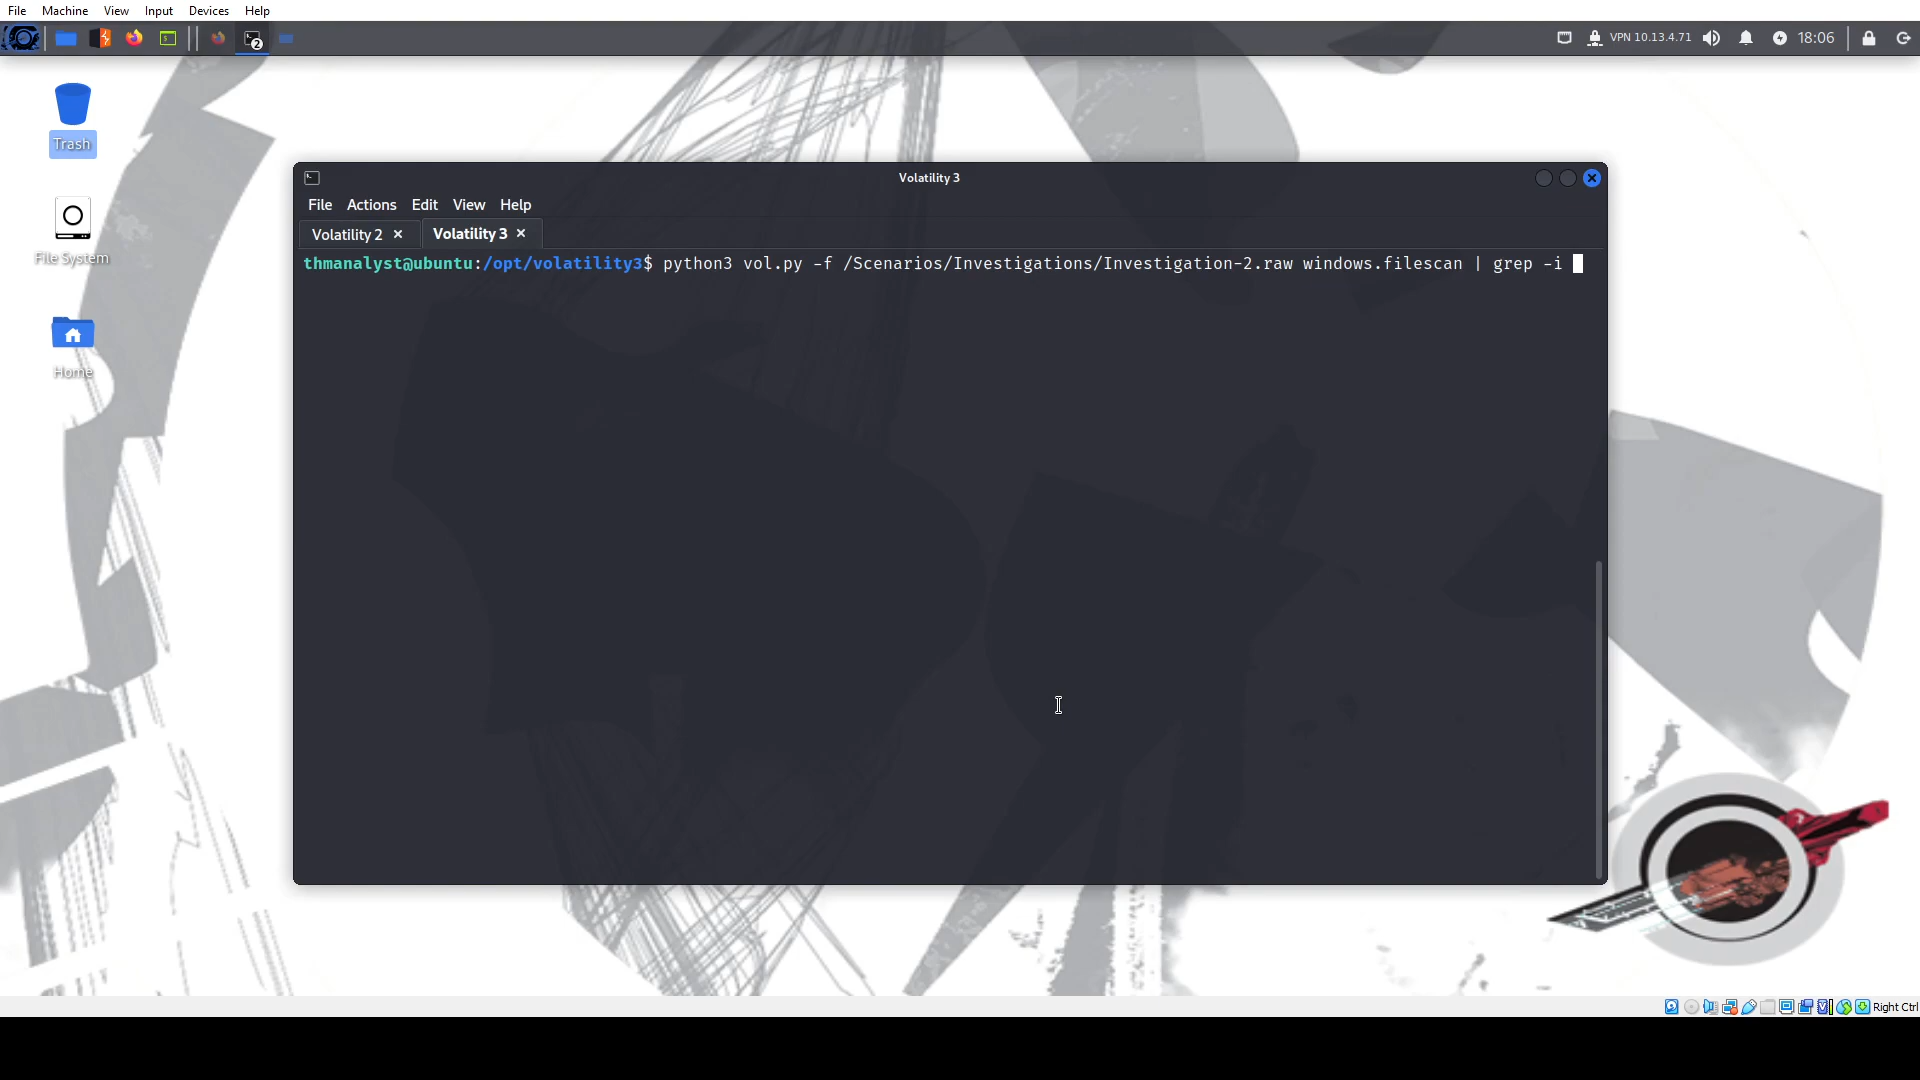 File Machine View Input Devices Help
2 VPN 10.13.4.71 18:06
Trash
File System
Home
Volatility 3
File Actions Edit View Help
Volatility 2 × Volatility 3 ×
thmanalyst@ubuntu:/opt/volatility3$ python3 vol.py -f /Scenarios/Investigations/Investigation-2.raw windows.filescan | grep -i
Right Ctrl